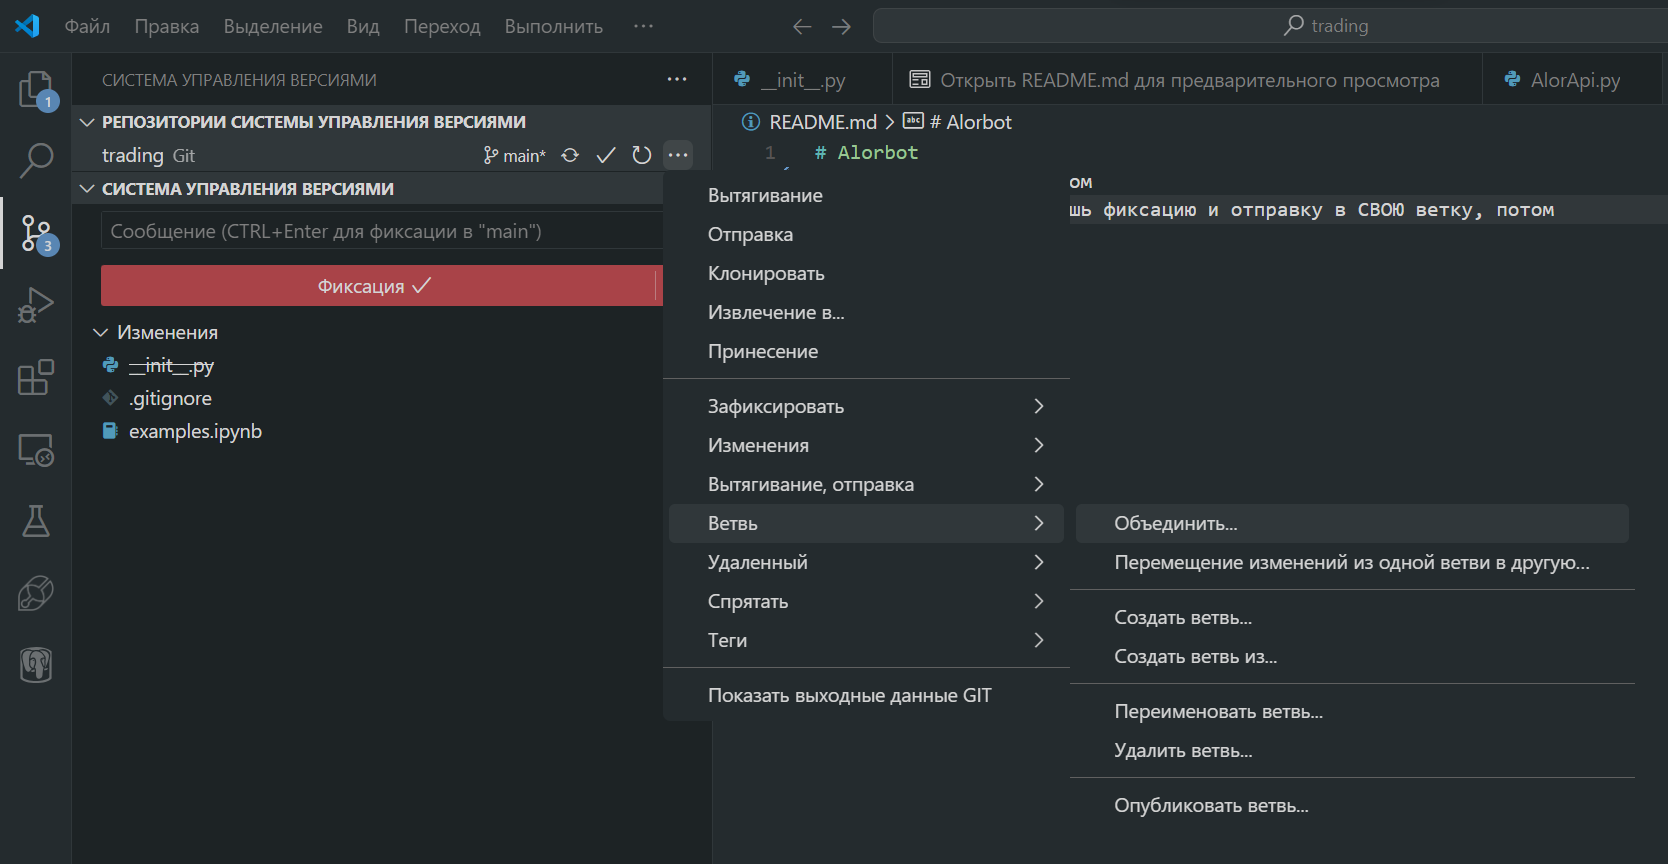 Файл Правка Выделение Вид Переход Выполнить ··· trading
СИСТЕМА УПРАВЛЕНИЯ ВЕРСИЯМИ ···
__init__.py Открыть README.md для предварительного просмотра AlorApi.py
1
РЕПОЗИТОРИИ СИСТЕМЫ УПРАВЛЕНИЯ ВЕРСИЯМИ
README.md > abc # Alorbot
trading Git main* ···
1 # Alorbot
СИСТЕМА УПРАВЛЕНИЯ ВЕРСИЯМИ
ом
шь фиксацию и отправку в СВОЮ ветку, потом
Сообщение (CTRL+Enter для фиксации в "main")
3
Фиксация
Изменения
__init__.py
.gitignore
examples.ipynb
Вытягивание
Отправка
Клонировать
Извлечение в...
Принесение
Зафиксировать
Изменения
Вытягивание, отправка
Ветвь
Удаленный
Спрятать
Теги
Показать выходные данные GIT
Объединить...
Перемещение изменений из одной ветви в другую...
Создать ветвь...
Создать ветвь из...
Переименовать ветвь...
Удалить ветвь...
Опубликовать ветвь...